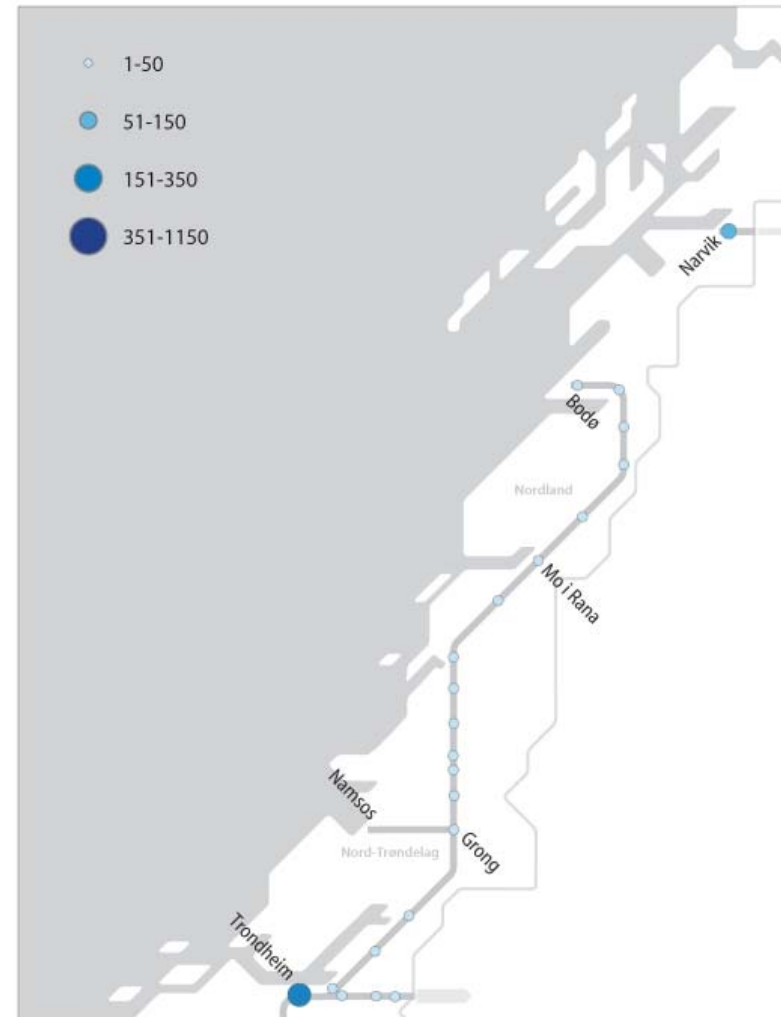 1-50
51-150
151-350
351-1150
Narvik
Bodø
Nordland
Mo i Rana
Namsos
Nord-Trøndelag
Grong
Trondheim